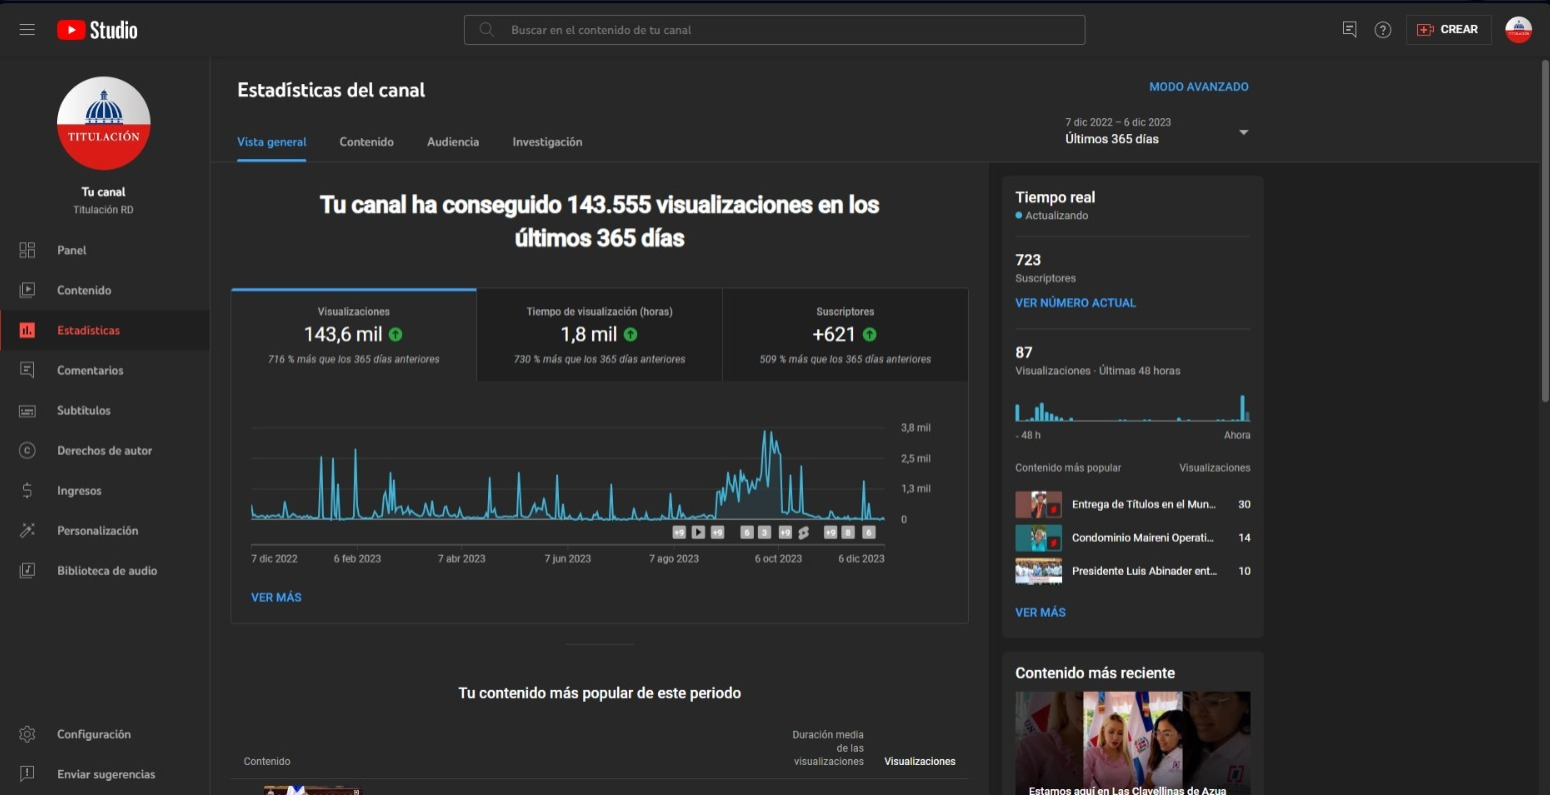 Studio
Buscar en el contenido de tu canal
CREAR
TITULACIÓN
Tu canal
Titulación RD
Panel
Contenido
Estadísticas
Comentarios
Subtítulos
Derechos de autor
Ingresos
Personalización
Biblioteca de audio
Configuración
Enviar sugerencias
Estadísticas del canal
MODO AVANZADO
Vista general
Contenido
Audiencia
Investigación
7 dic 2022 – 6 dic 2023
Últimos 365 días
Tu canal ha conseguido 143.555 visualizaciones en los
últimos 365 días
Visualizaciones
143,6 mil
716 % más que los 365 días anteriores
Tiempo de visualización (horas)
1,8 mil
730 % más que los 365 días anteriores
Suscriptores
+621
509 % más que los 365 días anteriores
3,8 mil
2,5 mil
1,3 mil
0
+9 +9 6 3 +9 +9 8 6
7 dic 2022 6 feb 2023 7 abr 2023 7 jun 2023 7 ago 2023 6 oct 2023 6 dic 2023
VER MÁS
Tu contenido más popular de este periodo
Contenido
Duración media
de las
visualizaciones
Visualizaciones
Tiempo real
Actualizando
723
Suscriptores
VER NÚMERO ACTUAL
87
Visualizaciones · Últimas 48 horas
- 48 h Ahora
Contenido más popular Visualizaciones
Entrega de Títulos en el Mun... 30
Condominio Maireni Operati... 14
Presidente Luis Abinader ent... 10
VER MÁS
Contenido más reciente
Estamos aquí en Las Clavellinas de Azua